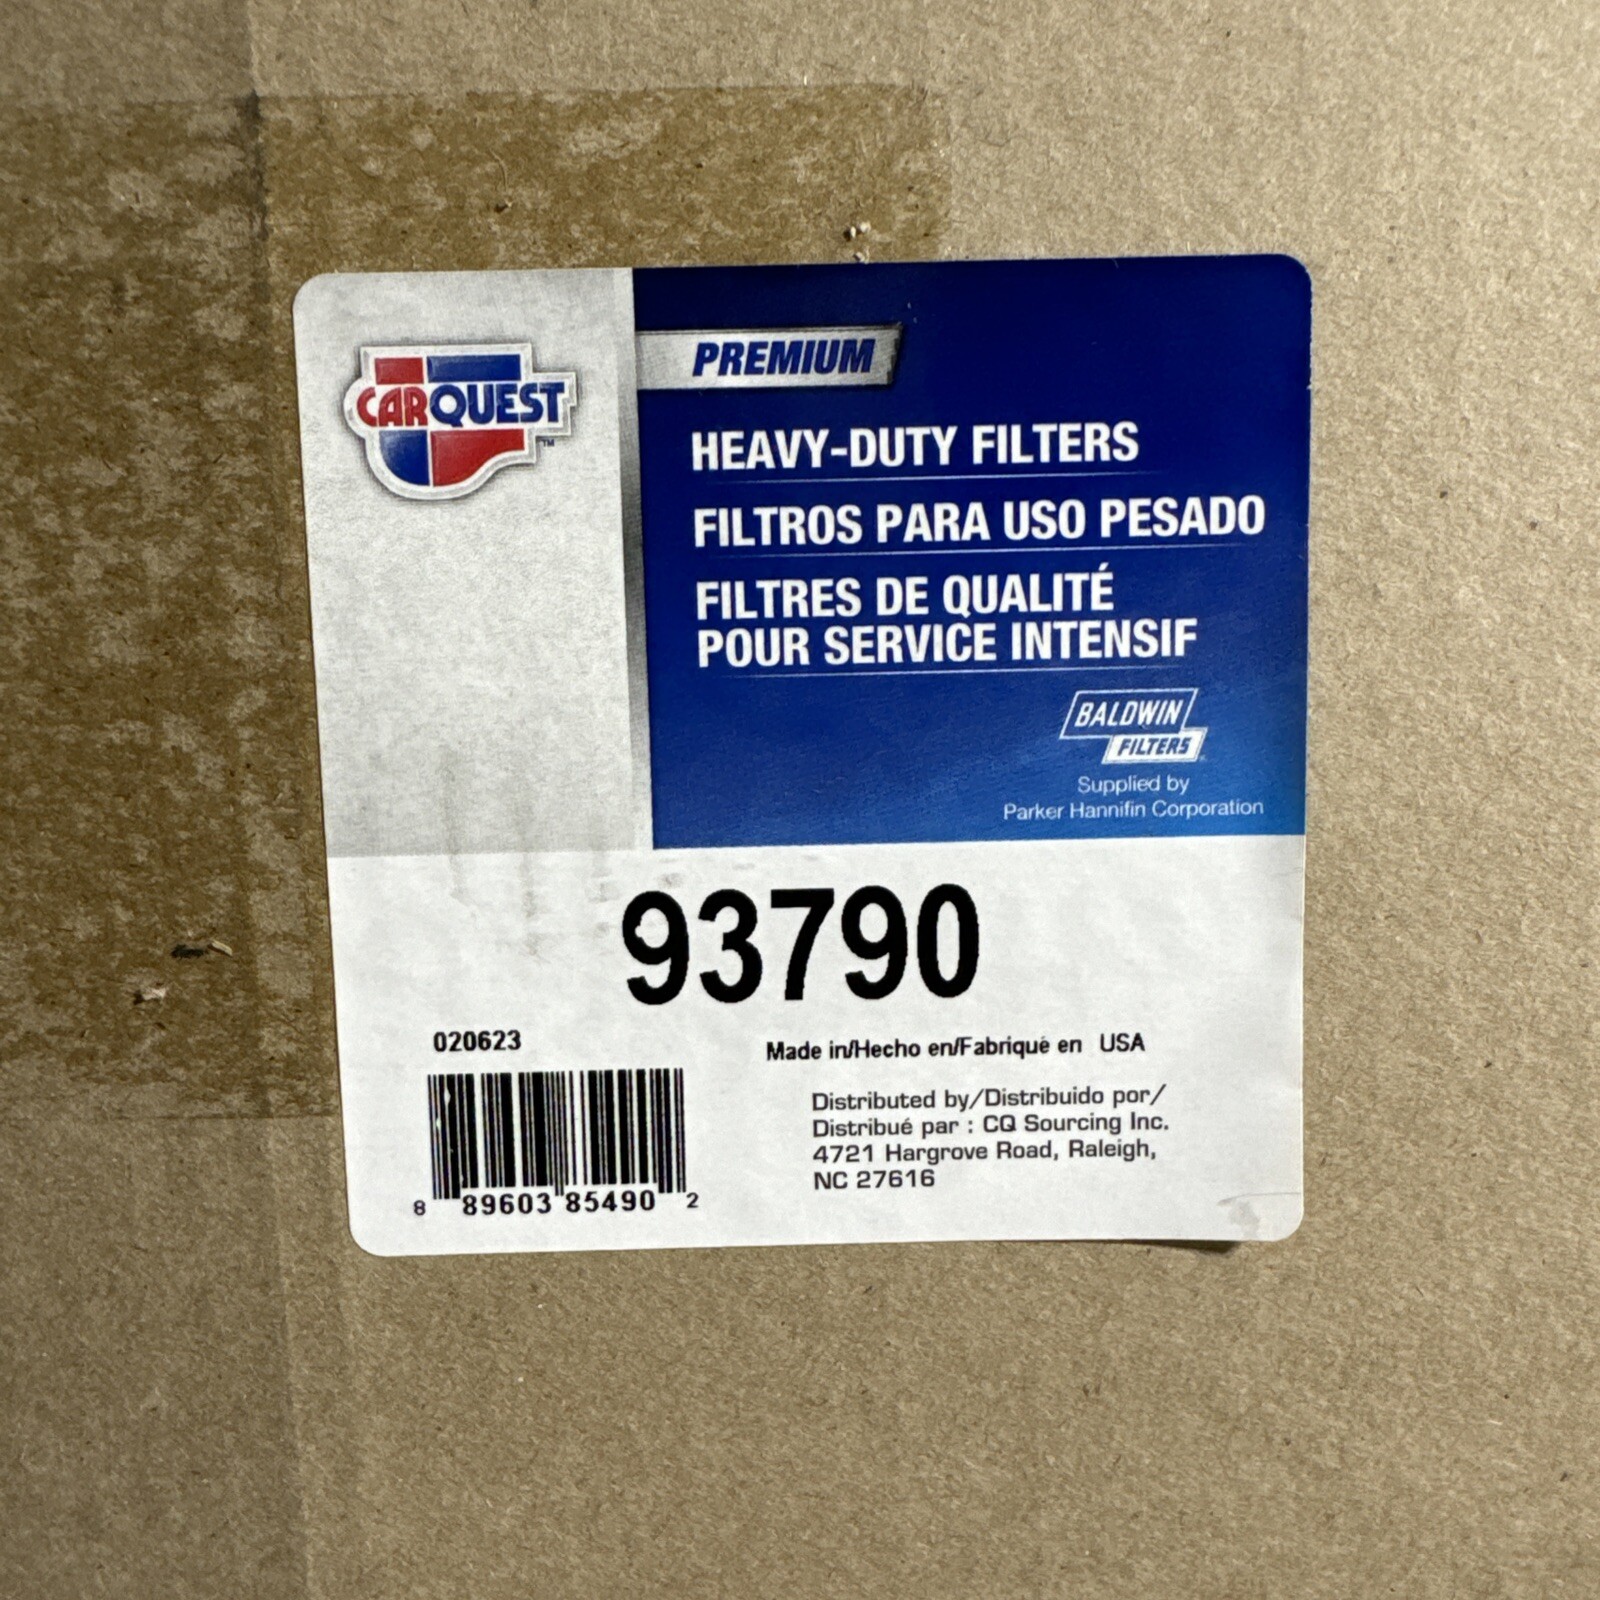 CARQUEST
TM
PREMIUM
HEAVY-DUTY FILTERS
FILTROS PARA USO PESADO
FILTRES DE QUALITÉ
POUR SERVICE INTENSIF
BALDWIN
FILTERS
Supplied by
Parker Hannifin Corporation
93790
020623
Made in/Hecho en/Fabriqué en USA
Distributed by/Distribuido por/
Distribué par : CQ Sourcing Inc.
4721 Hargrove Road, Raleigh,
NC 27616
8 89603 85490 2